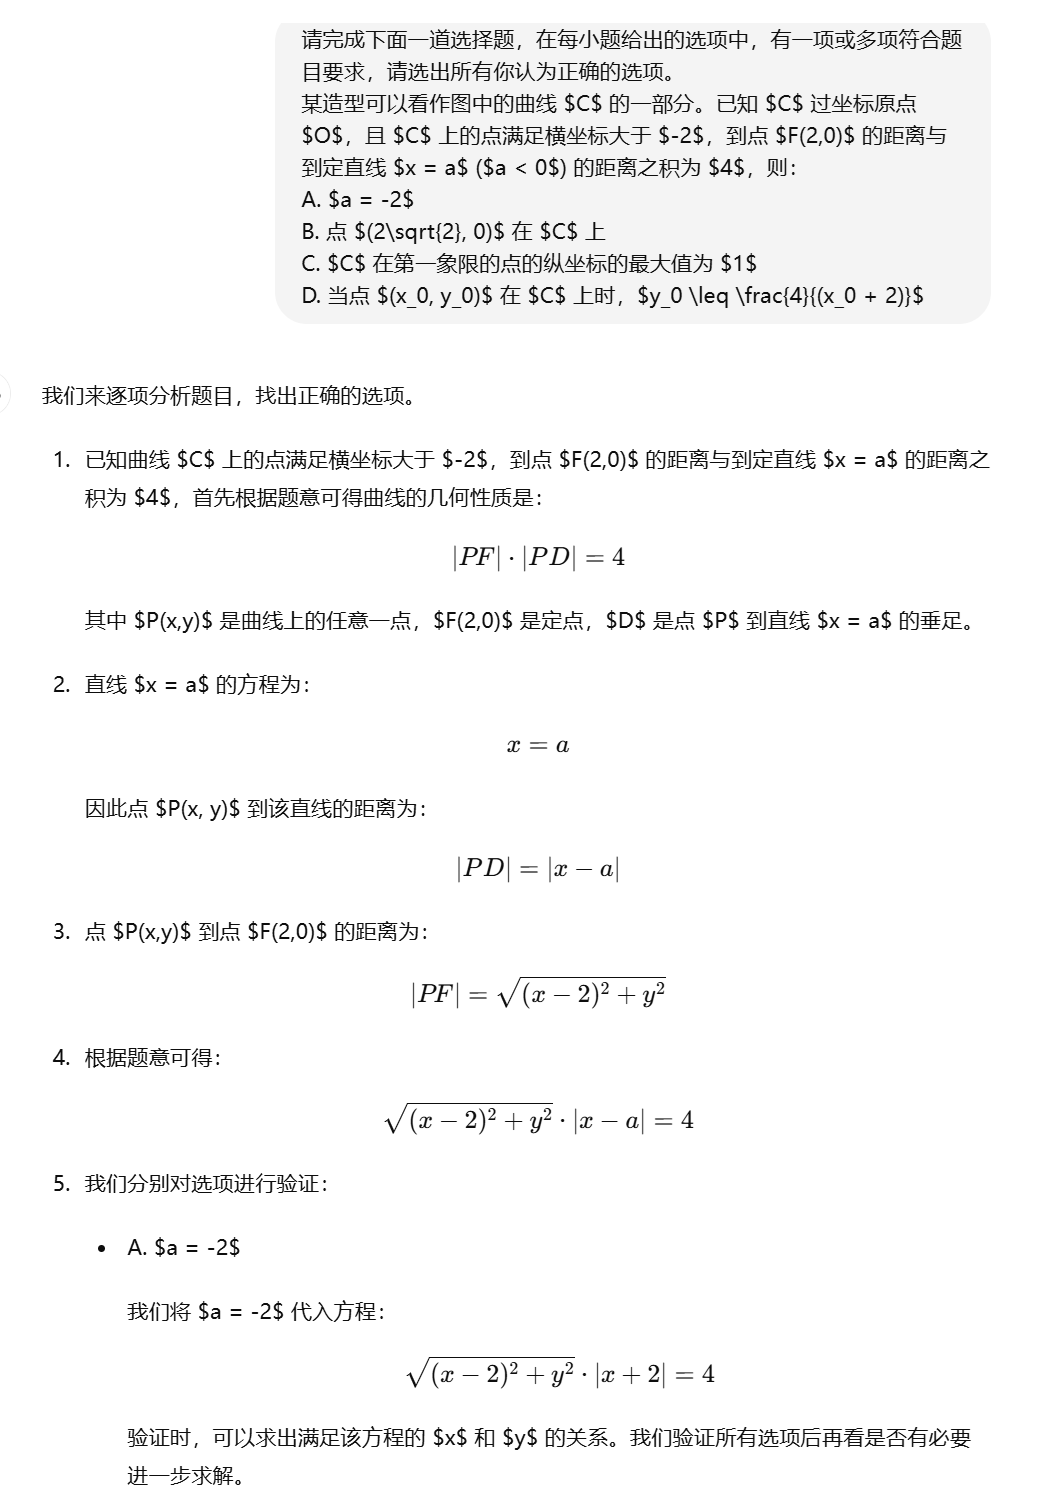 请完成下面一道选择题，在每小题给出的选项中，有一项或多项符合题
目要求，请选出所有你认为正确的选项。
某造型可以看作图中的曲线 $C$ 的一部分。已知 $C$ 过坐标原点
$O$，且 $C$ 上的点满足横坐标大于 $-2$，到点 $F(2,0)$ 的距离与
到定直线 $x = a$ ($a < 0$) 的距离之积为 $4$，则：
A. $a = -2$
B. 点 $(2\sqrt{2}, 0)$ 在 $C$ 上
C. $C$ 在第一象限的点的纵坐标的最大值为 $1$
D. 当点 $(x_0, y_0)$ 在 $C$ 上时，$y_0 \leq \frac{4}{(x_0 + 2)}$
我们来逐项分析题目，找出正确的选项。
1. 已知曲线 $C$ 上的点满足横坐标大于 $-2$，到点 $F(2,0)$ 的距离与到定直线 $x = a$ 的距离之
积为 $4$，首先根据题意可得曲线的几何性质是：
|PF| · |PD| = 4
其中 $P(x,y)$ 是曲线上的任意一点，$F(2,0)$ 是定点，$D$ 是点 $P$ 到直线 $x = a$ 的垂足。
2. 直线 $x = a$ 的方程为：
x = a
因此点 $P(x, y)$ 到该直线的距离为：
|PD| = |x − a|
3. 点 $P(x,y)$ 到点 $F(2,0)$ 的距离为：
|PF| = √((x − 2)² + y²)
4. 根据题意可得：
√((x − 2)² + y²) · |x − a| = 4
5. 我们分别对选项进行验证：
• A. $a = -2$
我们将 $a = -2$ 代入方程：
√((x − 2)² + y²) · |x + 2| = 4
验证时，可以求出满足该方程的 $x$ 和 $y$ 的关系。我们验证所有选项后再看是否有必要
进一步求解。